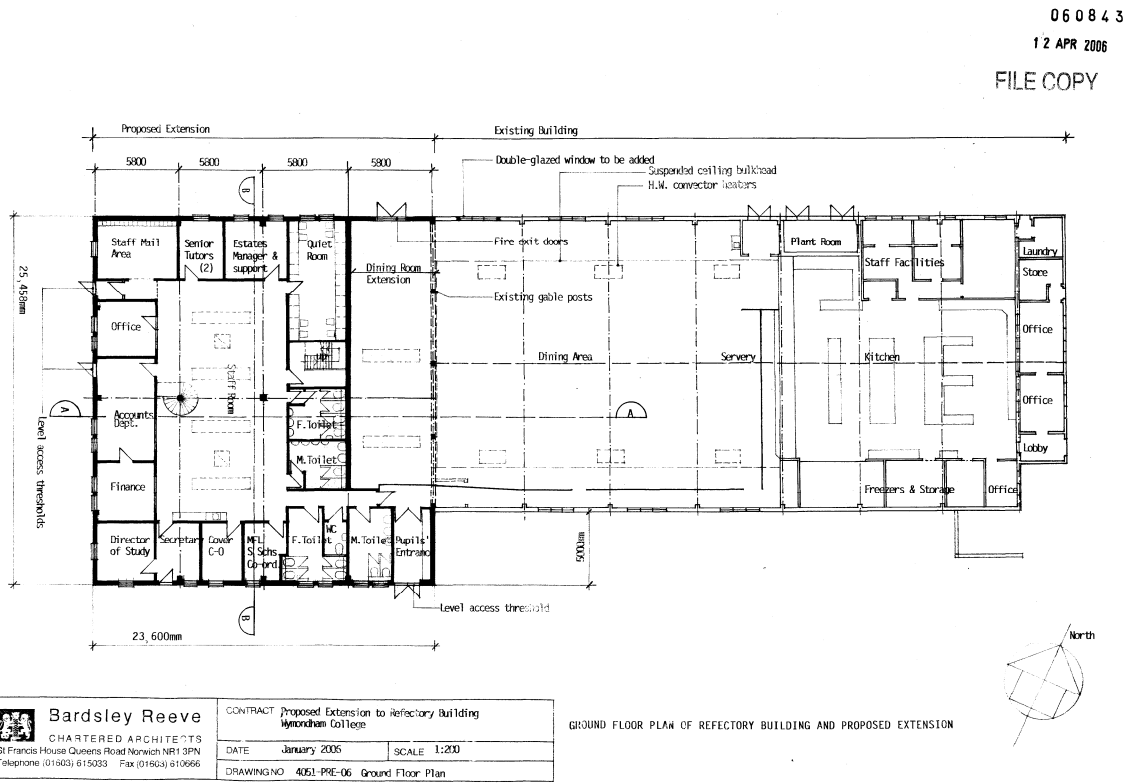 060843
12 APR 2006
FILE COPY
Proposed Extension
Existing Building
5800
5800
5800
5800
Double-glazed window to be added
Suspended ceiling bulkhead
H.W. convector heaters
B
Staff Mail
Area
Senior
Tutors
(2)
Estates
Manager &
support
Quiet
Room
Fire exit doors
Plant Room
Laundry
Dining Room
Extension
Staff Facilities
Store
25,458mm
Existing gable posts
Office
Office
UP
Dining Area
Servery
Kitchen
Staff Room
A
Accounts
Dept.
F.Toilet
A
Office
Level access thresholds
M.Toilet
Lobby
Finance
Freezers & Storage
Office
Director
of Study
Secretary
Cover
C-O
MFL
S.Schs
Co-ord.
F.Toilet
WC
M.Toilet
Pupils'
Entrance
5000mm
B
Level access threshold
23,600mm
North
Bardsley Reeve
CHARTERED ARCHITECTS
St Francis House Queens Road Norwich NR1 3PN
Telephone (01603) 615033 Fax (01603) 610666
CONTRACT Proposed Extension to Refectory Building
Wymondham College
DATE January 2006
SCALE 1:200
DRAWING NO 4051-PRE-06 Ground Floor Plan
GROUND FLOOR PLAN OF REFECTORY BUILDING AND PROPOSED EXTENSION